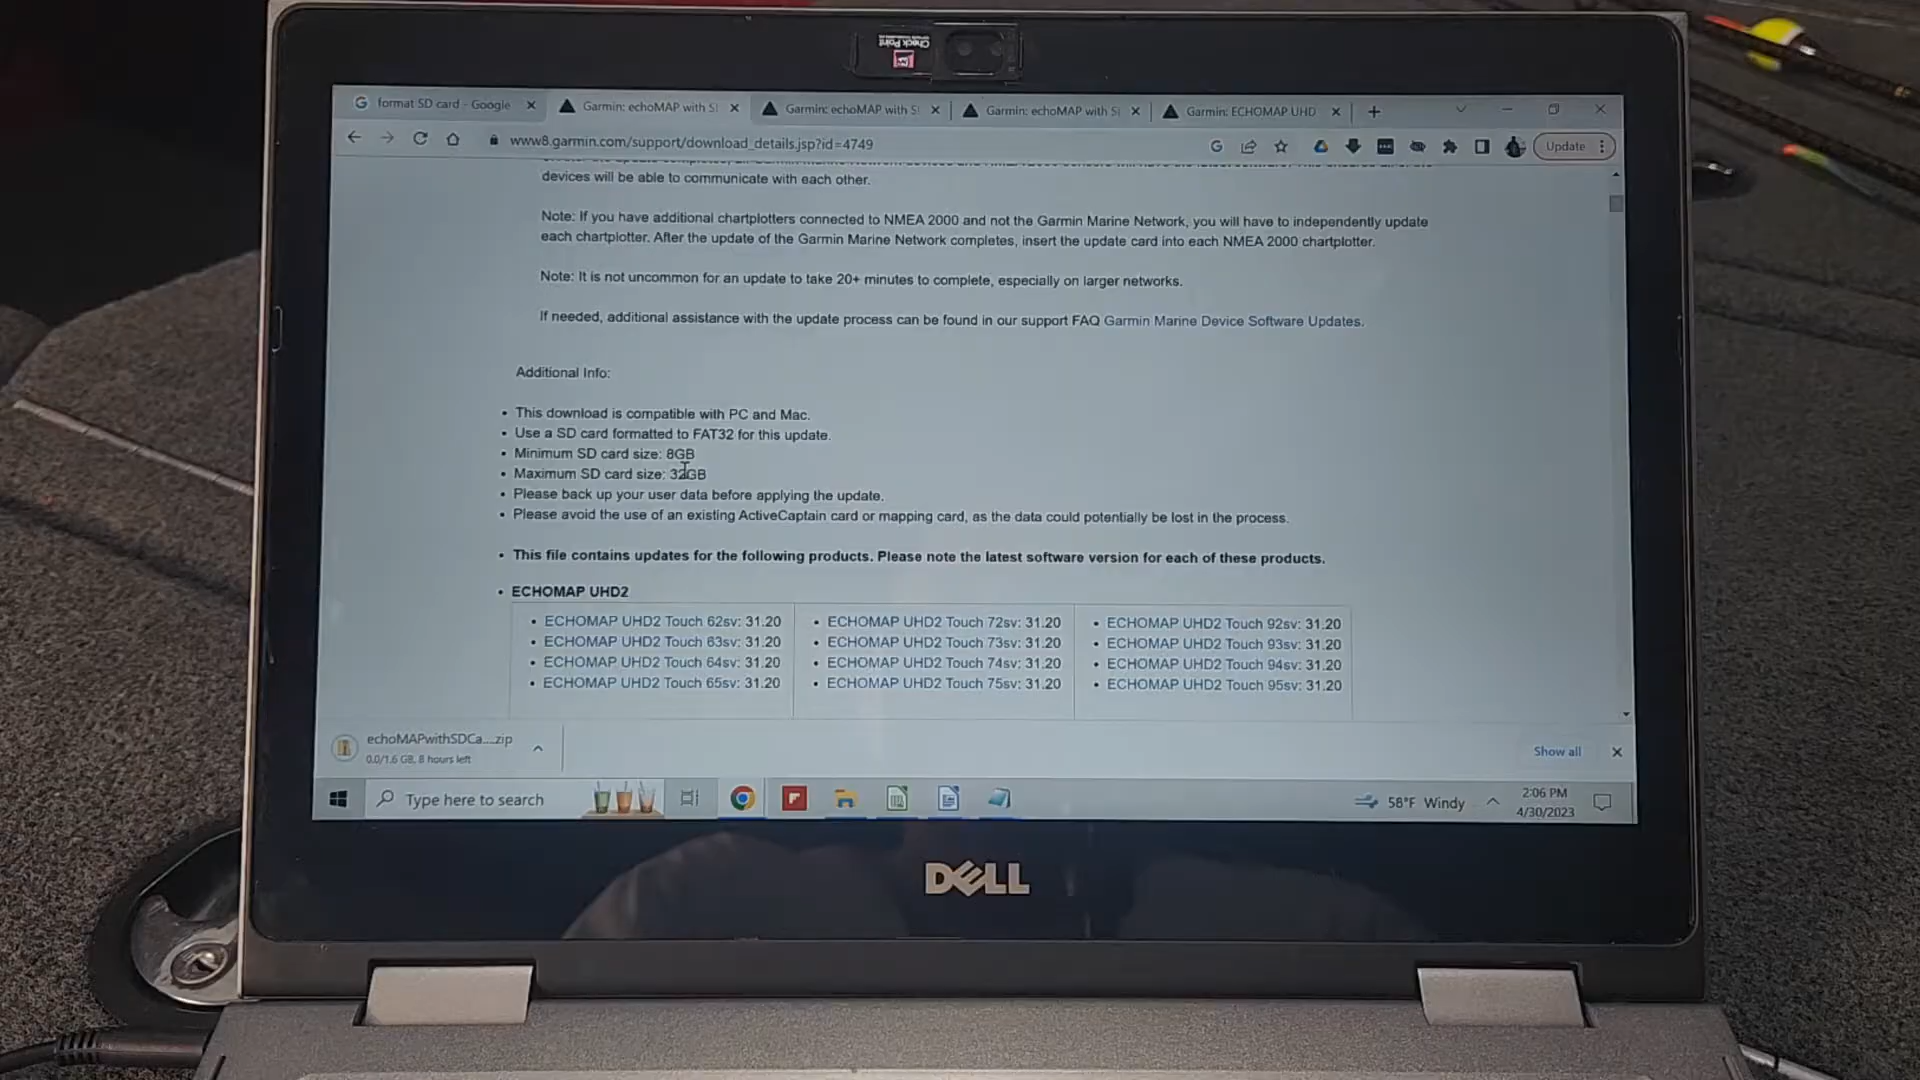 Check Point
format SD card - Google
Garmin: echoMAP with S
Garmin: echoMAP with S
Garmin: echoMAP with S
Garmin: ECHOMAP UHD
www8.garmin.com/support/download_details.jsp?id=4749
Update
devices will be able to communicate with each other.
Note: If you have additional chartplotters connected to NMEA 2000 and not the Garmin Marine Network, you will have to independently update
each chartplotter. After the update of the Garmin Marine Network completes, insert the update card into each NMEA 2000 chartplotter.
Note: It is not uncommon for an update to take 20+ minutes to complete, especially on larger networks.
If needed, additional assistance with the update process can be found in our support FAQ Garmin Marine Device Software Updates.
Additional Info:
• This download is compatible with PC and Mac.
• Use a SD card formatted to FAT32 for this update.
• Minimum SD card size: 8GB
• Maximum SD card size: 32GB
• Please back up your user data before applying the update.
• Please avoid the use of an existing ActiveCaptain card or mapping card, as the data could potentially be lost in the process.
• This file contains updates for the following products. Please note the latest software version for each of these products.
• ECHOMAP UHD2
• ECHOMAP UHD2 Touch 62sv: 31.20 • ECHOMAP UHD2 Touch 72sv: 31.20 • ECHOMAP UHD2 Touch 92sv: 31.20
• ECHOMAP UHD2 Touch 63sv: 31.20 • ECHOMAP UHD2 Touch 73sv: 31.20 • ECHOMAP UHD2 Touch 93sv: 31.20
• ECHOMAP UHD2 Touch 64sv: 31.20 • ECHOMAP UHD2 Touch 74sv: 31.20 • ECHOMAP UHD2 Touch 94sv: 31.20
• ECHOMAP UHD2 Touch 65sv: 31.20 • ECHOMAP UHD2 Touch 75sv: 31.20 • ECHOMAP UHD2 Touch 95sv: 31.20
echoMAPwithSDCa....zip
0.0/1.6 GB, 8 hours left
Show all
Type here to search
58°F Windy
2:06 PM
4/30/2023
DELL